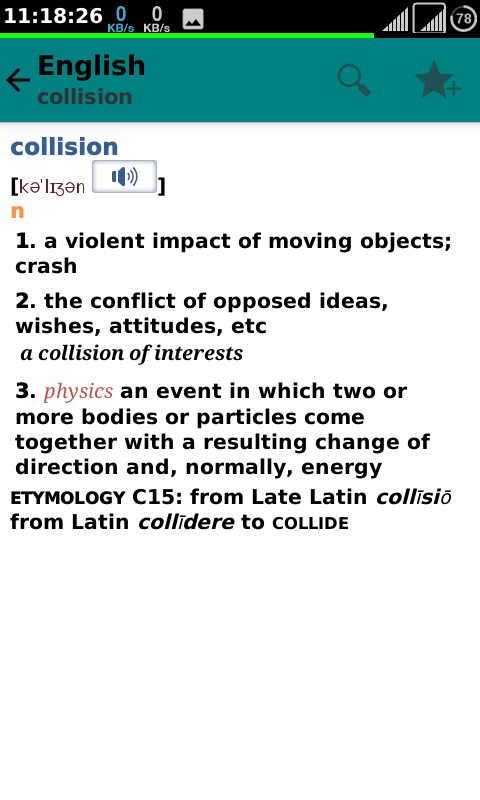 11:18:26 0 KB/s 0 KB/s 78
English
collision
collision
[kəˈlɪʒən ]
n
1. a violent impact of moving objects;
crash
2. the conflict of opposed ideas,
wishes, attitudes, etc
a collision of interests
3. physics an event in which two or
more bodies or particles come
together with a resulting change of
direction and, normally, energy
ETYMOLOGY C15: from Late Latin collīsiō
from Latin collīdere to COLLIDE